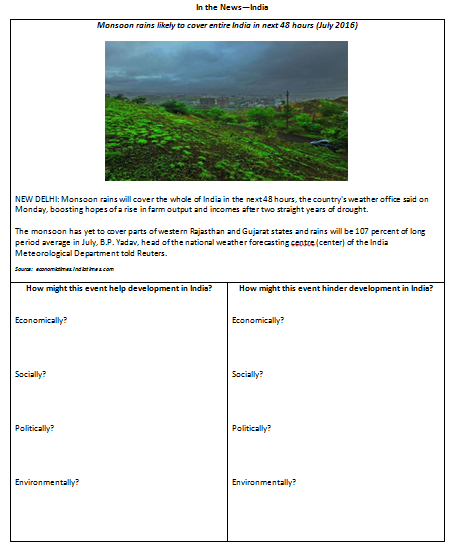 In the News—India
Monsoon rains likely to cover entire India in next 48 hours (July 2016)
NEW DELHI: Monsoon rains will cover the whole of India in the next 48 hours, the country's weather office said on
Monday, boosting hopes of a rise in farm output and incomes after two straight years of drought.
The monsoon has yet to cover parts of western Rajasthan and Gujarat states and rains will be 107 percent of long
period average in July, B.P. Yadav, head of the national weather forecasting centre (center) of the India
Meteorological Department told Reuters.
Source: economictimes.indiatimes.com
How might this event help development in India?
Economically?
Socially?
Politically?
Environmentally?
How might this event hinder development in India?
Economically?
Socially?
Politically?
Environmentally?